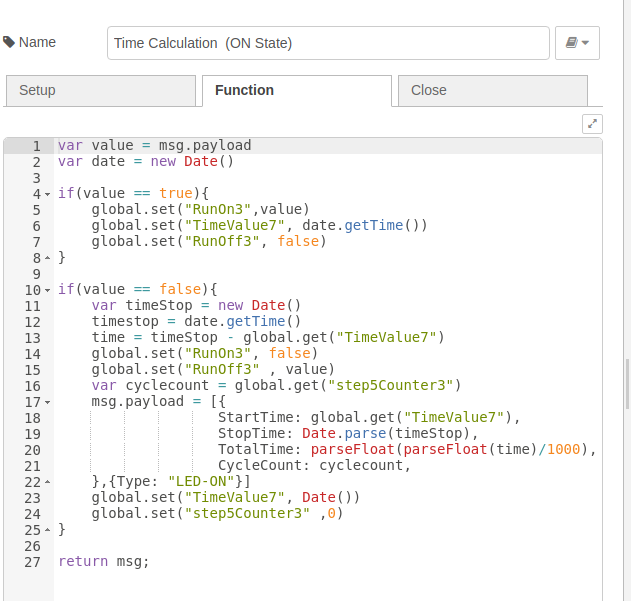 Name
Time Calculation  (ON State)
Setup
Function
Close
1 var value = msg.payload
2 var date = new Date()
3
4 if(value == true){
5     global.set("RunOn3",value)
6     global.set("TimeValue7", date.getTime())
7     global.set("RunOff3", false)
8 }
9
10 if(value == false){
11     var timeStop = new Date()
12     timestop = date.getTime()
13     time = timeStop - global.get("TimeValue7")
14     global.set("RunOn3", false)
15     global.set("RunOff3" , value)
16     var cyclecount = global.get("step5Counter3")
17     msg.payload = [{
18                    StartTime: global.get("TimeValue7"),
19                    StopTime: Date.parse(timeStop),
20                    TotalTime: parseFloat(parseFloat(time)/1000),
21                    CycleCount: cyclecount,
22     },{Type: "LED-ON"}]
23     global.set("TimeValue7", Date())
24     global.set("step5Counter3" ,0)
25 }
26
27 return msg;